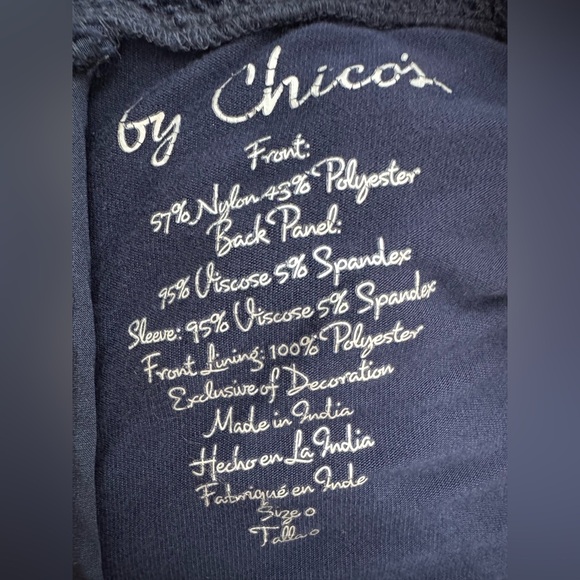 by Chico's
Front:
57% Nylon 43% Polyester
Back Panel:
95% Viscose 5% Spandex
Sleeve: 95% Viscose 5% Spandex
Front Lining: 100% Polyester
Exclusive of Decoration
Made in India
Hecho en La India
Fabriqué en Inde
Size 0
Talla 0